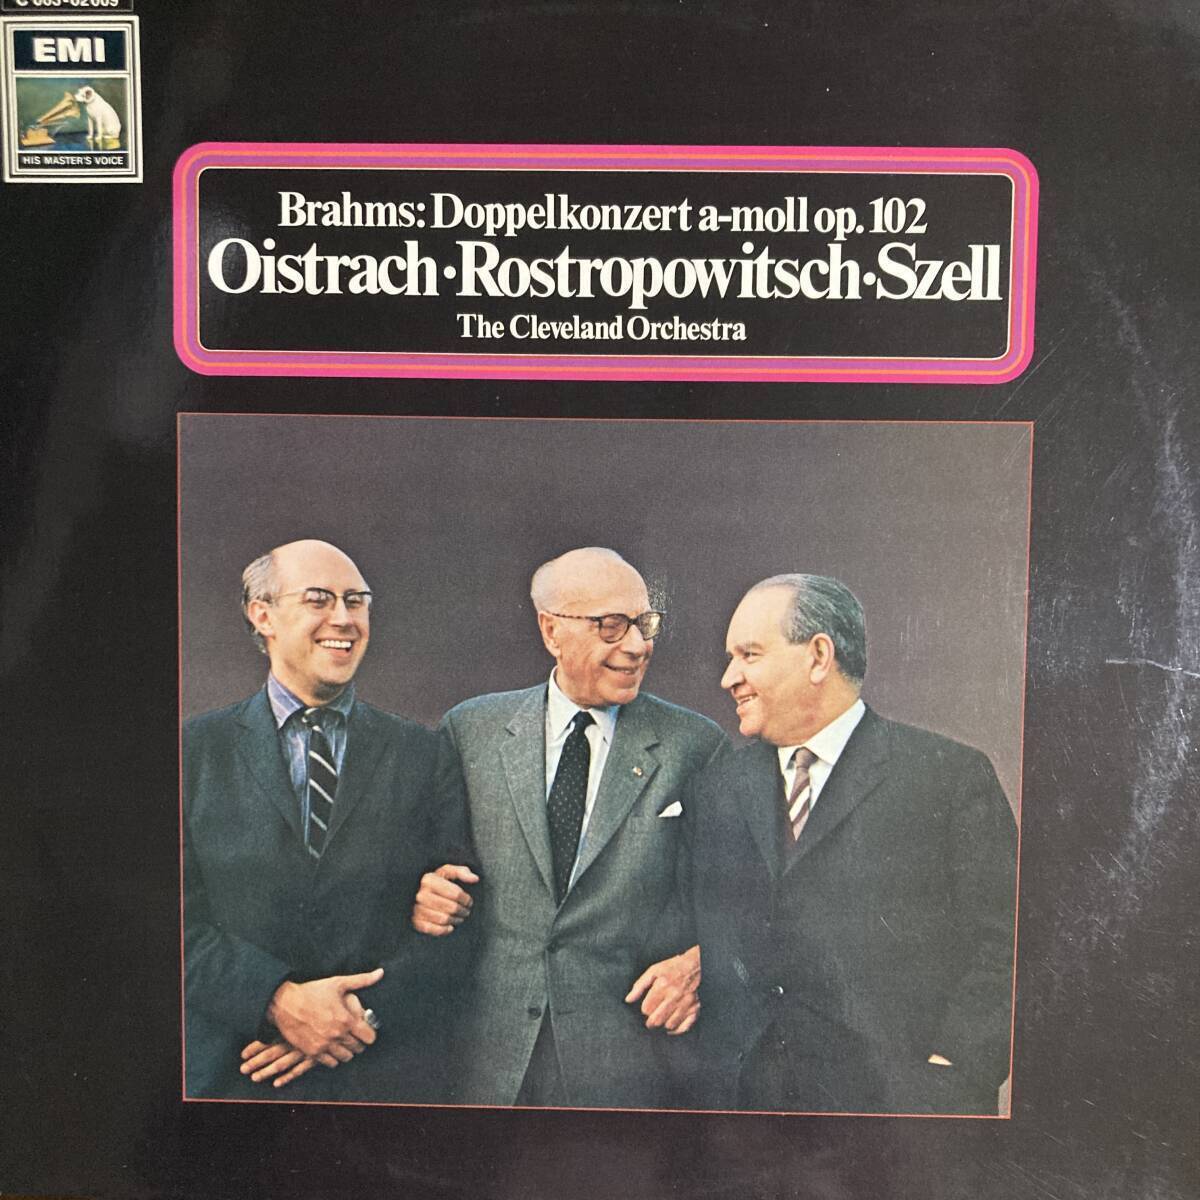 EMI
HIS MASTER'S VOICE
Brahms: Doppelkonzert a-moll op. 102
Oistrach·Rostropowitsch·Szell
The Cleveland Orchestra